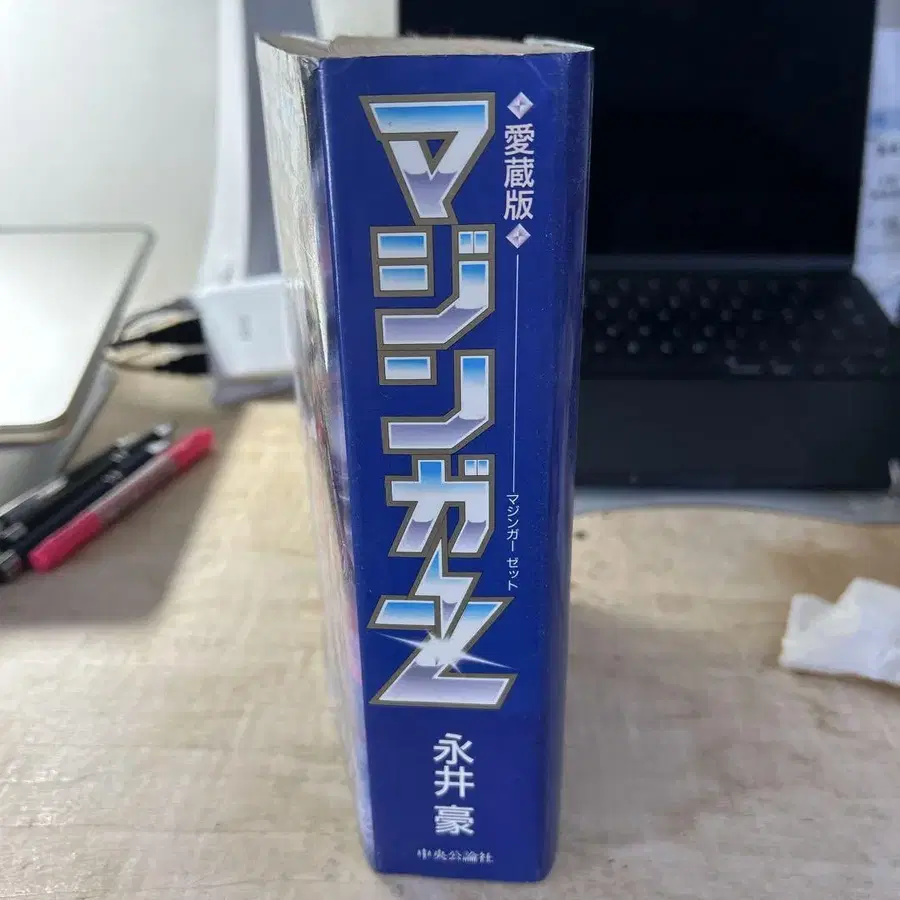 愛蔵版
マジンガーZ
マジンガー ゼット
永井豪
中央公論社